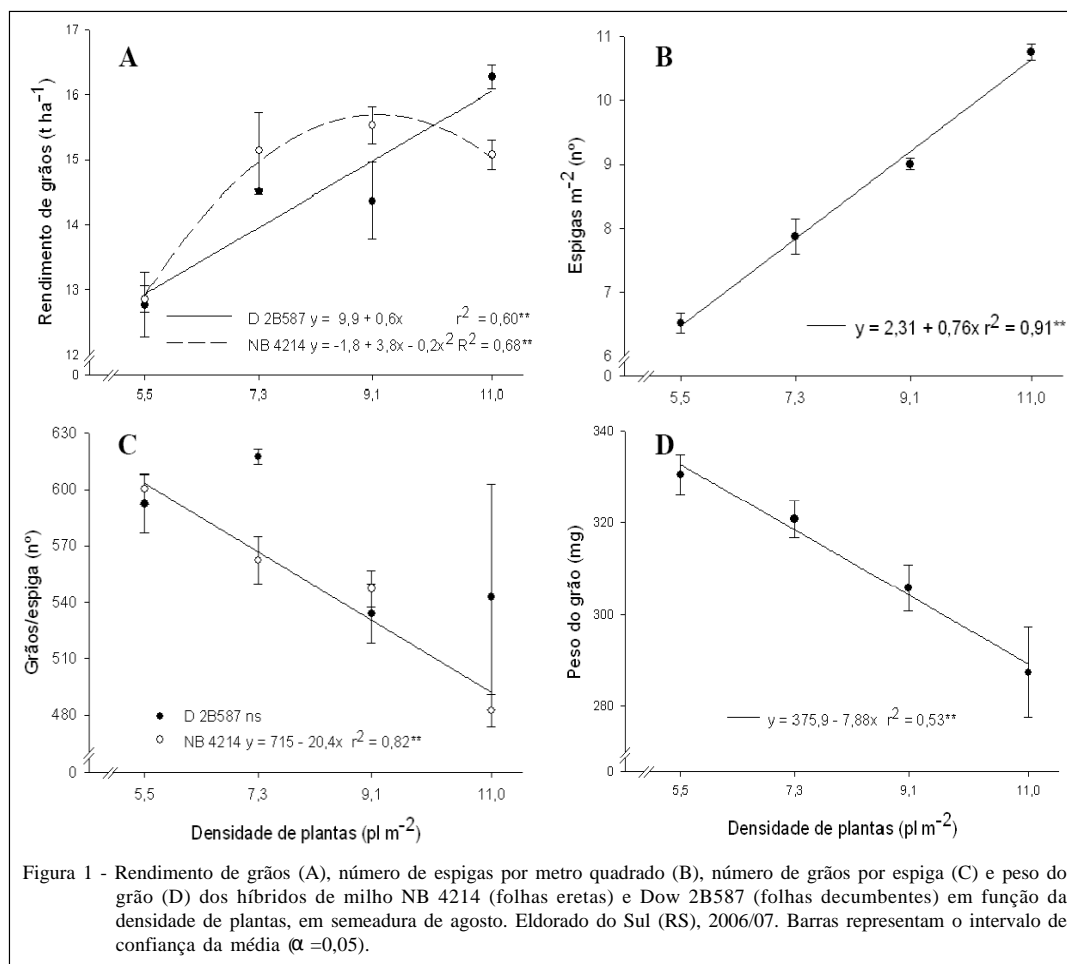 A
Rendimento de grãos (t ha⁻¹)
17
16
15
14
13
12
0
D 2B587 y = 9,9 + 0,6x r² = 0,60**
NB 4214 y = -1,8 + 3,8x - 0,2x² R² = 0,68**
5,5 7,3 9,1 11,0
B
Espigas m⁻² (nº)
11
10
9
8
7
6
0
y = 2,31 + 0,76x r² = 0,91**
5,5 7,3 9,1 11,0
C
Grãos/espiga (nº)
630
600
570
540
510
480
0
D 2B587 ns
NB 4214 y = 715 - 20,4x r² = 0,82**
5,5 7,3 9,1 11,0
Densidade de plantas (pl m⁻²)
D
Peso do grão (mg)
340
320
300
280
0
y = 375,9 - 7,88x r² = 0,53**
5,5 7,3 9,1 11,0
Densidade de plantas (pl m⁻²)
Figura 1 - Rendimento de grãos (A), número de espigas por metro quadrado (B), número de grãos por espiga (C) e peso do
grão (D) dos híbridos de milho NB 4214 (folhas eretas) e Dow 2B587 (folhas decumbentes) em função da
densidade de plantas, em semeadura de agosto. Eldorado do Sul (RS), 2006/07. Barras representam o intervalo de
confiança da média (α =0,05).